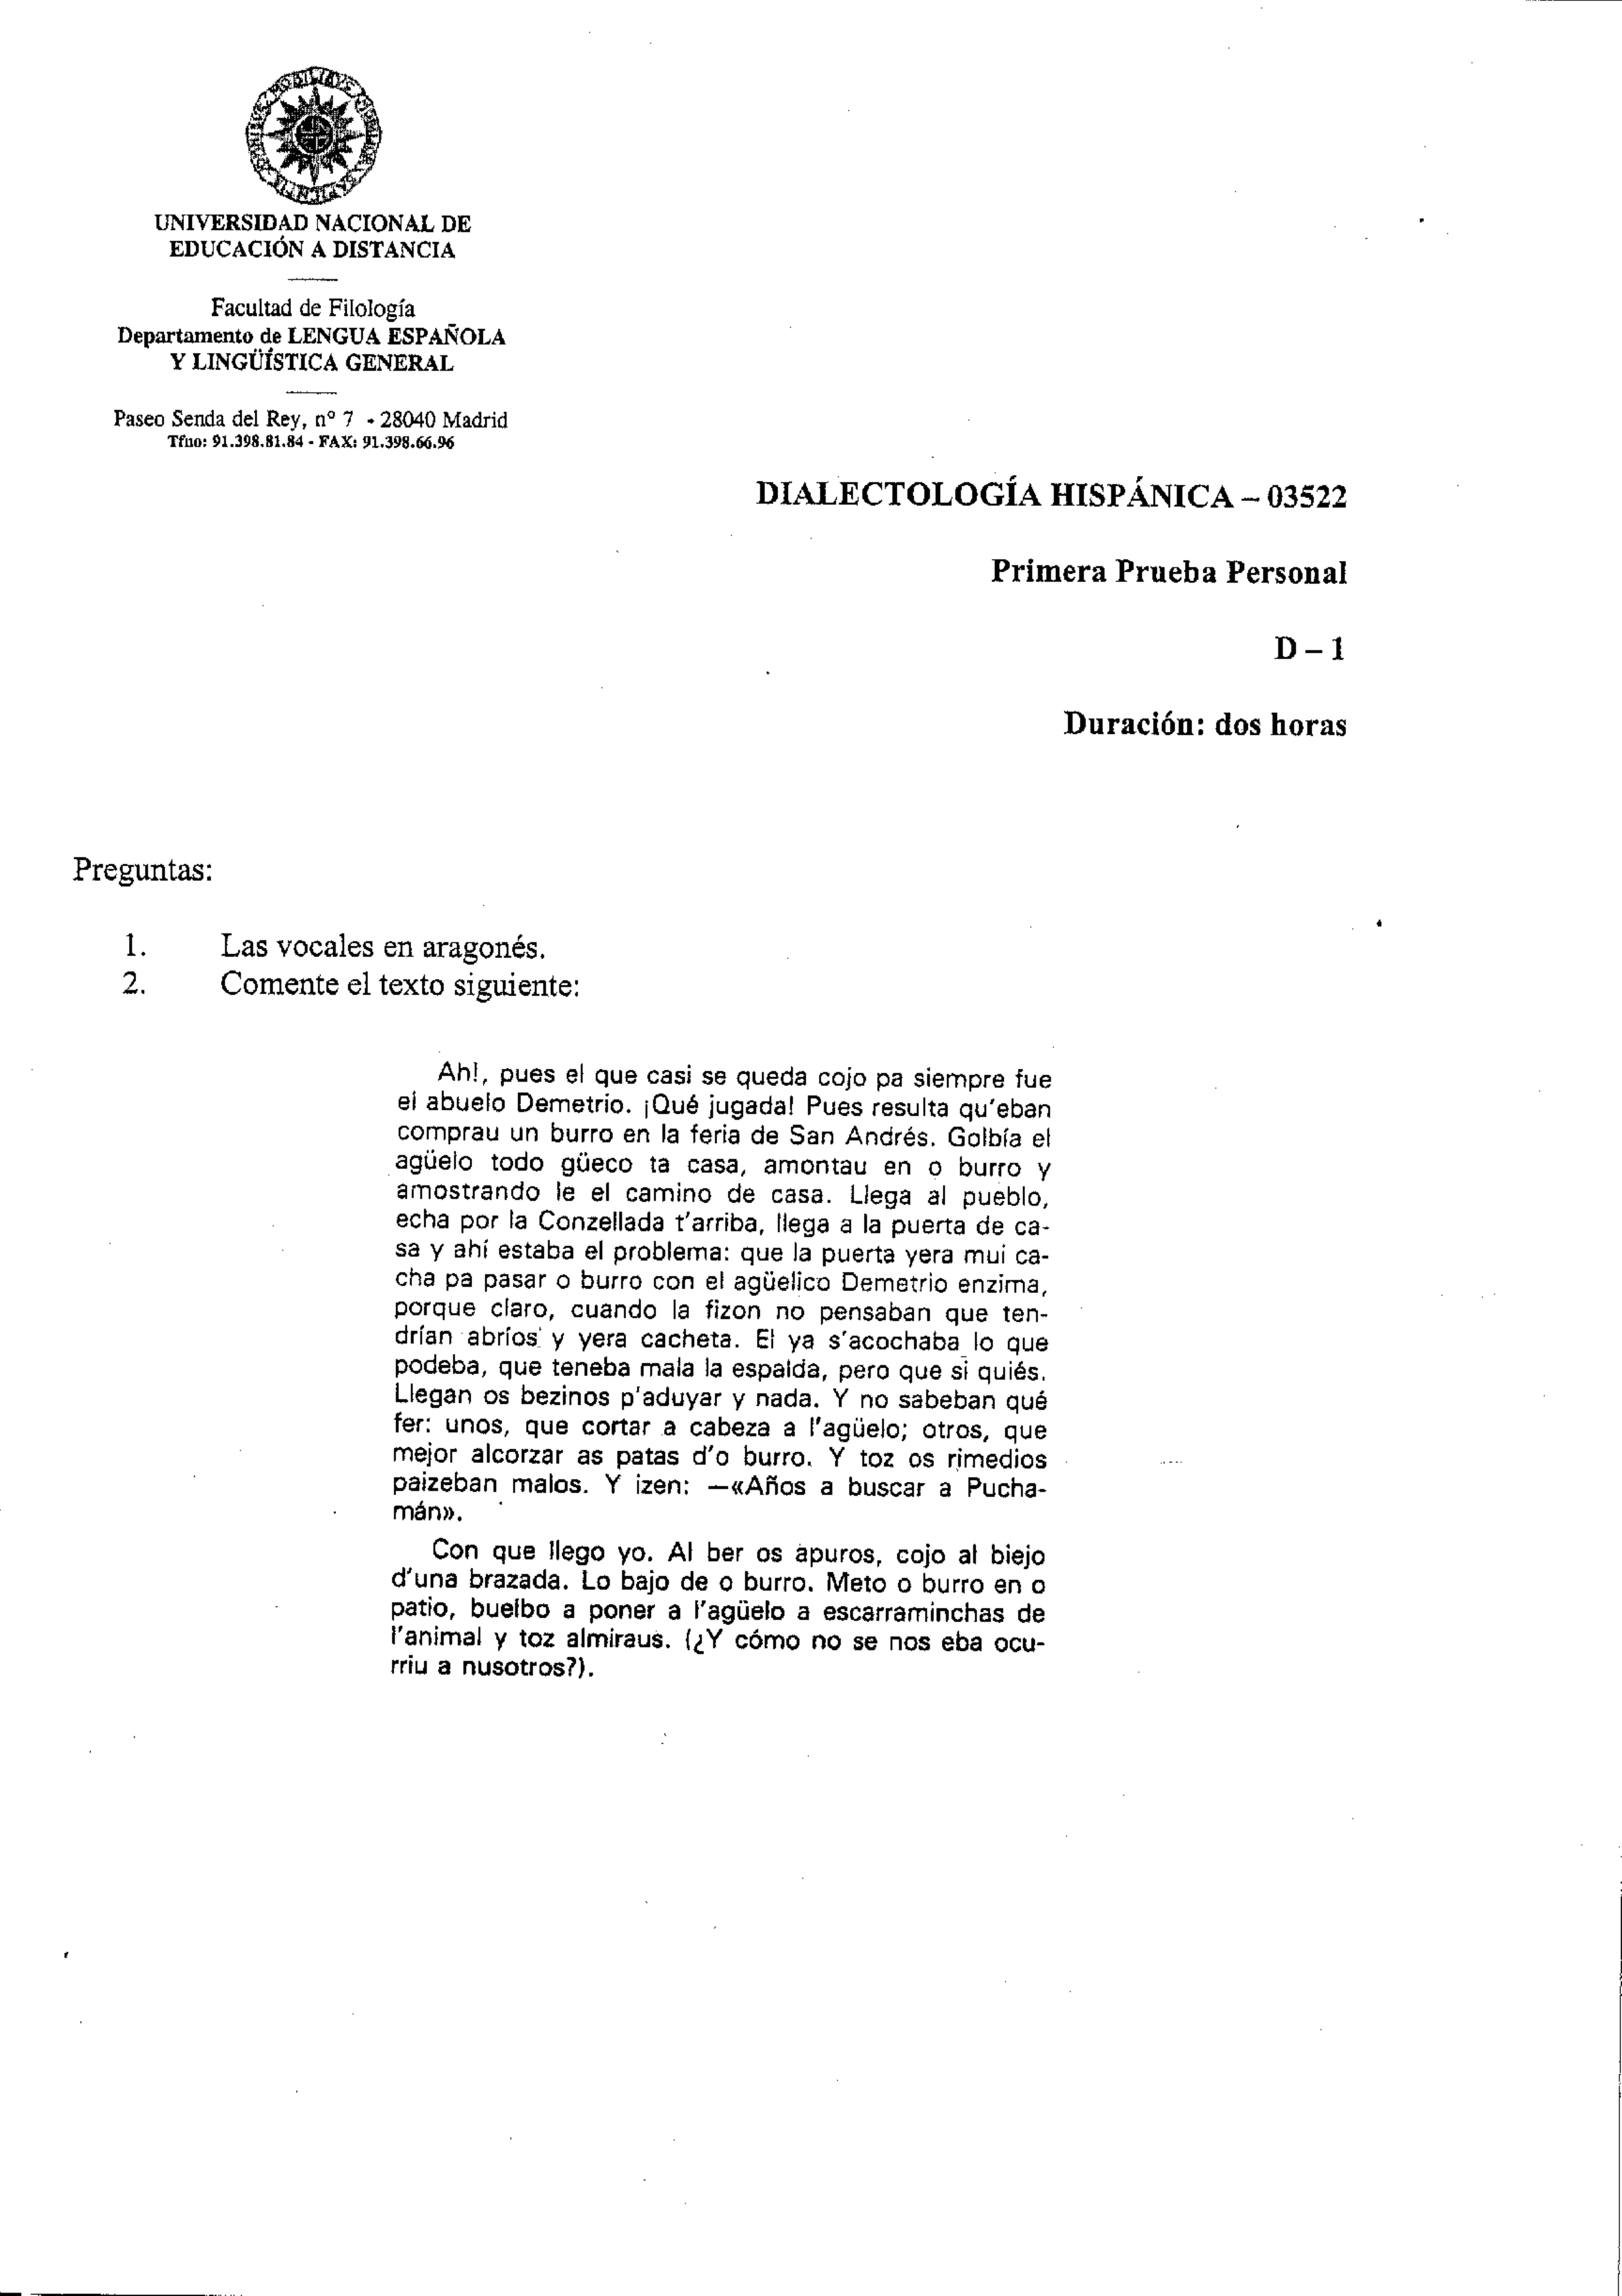 UNIVERSIDAD NACIONAL DE
EDUCACIÓN A DISTANCIA
Facultad de Filología
Departamento de LENGUA ESPAÑOLA
Y LINGÜÍSTICA GENERAL
Paseo Senda del Rey, nº 7 - 28040 Madrid
Tfno: 91.398.81.84 - FAX: 91.398.66.96
DIALECTOLOGÍA HISPÁNICA – 03522
Primera Prueba Personal
D – 1
Duración: dos horas
Preguntas:
1. Las vocales en aragonés.
2. Comente el texto siguiente:
Ah!, pues el que casi se queda cojo pa siempre fue
el abuelo Demetrio. ¡Qué jugada! Pues resulta qu'eban
comprau un burro en la feria de San Andrés. Golbía el
agüelo todo güeco ta casa, amontau en o burro y
amostrando le el camino de casa. Llega al pueblo,
echa por la Conzellada t'arriba, llega a la puerta de ca-
sa y ahí estaba el problema: que la puerta yera mui ca-
cha pa pasar o burro con el agüelico Demetrio enzima,
porque claro, cuando la fizon no pensaban que ten-
drían abríos y yera cacheta. El ya s'acochaba lo que
podeba, que teneba mala la espalda, pero que si quiés.
Llegan os bezinos p'aduyar y nada. Y no sabeban qué
fer: unos, que cortar a cabeza a l'agüelo; otros, que
mejor alcorzar as patas d'o burro. Y toz os rimedios
paizeban malos. Y izen: —«Años a buscar a Pucha-
mán».
Con que llego yo. Al ber os apuros, cojo al biejo
d'una brazada. Lo bajo de o burro. Meto o burro en o
patio, buelbo a poner a l'agüelo a escarraminchas de
l'animal y toz almiraus. (¿Y cómo no se nos eba ocu-
rriu a nusotros?).